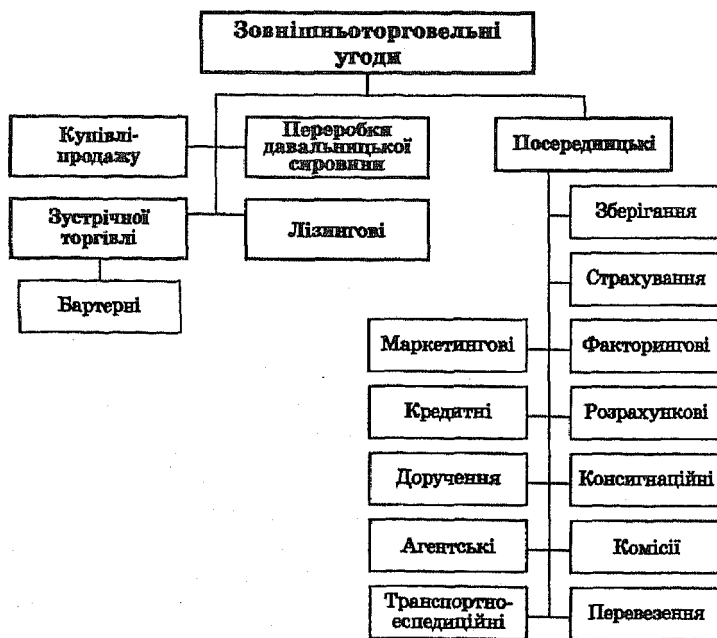 Зовнішньоторговельні
угоди
Купівлі-
продажу
Переробки
давальницької
сировини
Посередницькі
Зустрічної
торгівлі
Лізингові
Бартерні
Зберігання
Страхування
Маркетингові
Факторингові
Кредитні
Розрахункові
Доручення
Консигнаційні
Агентські
Комісії
Транспортно-
еспедиційні
Перевезення